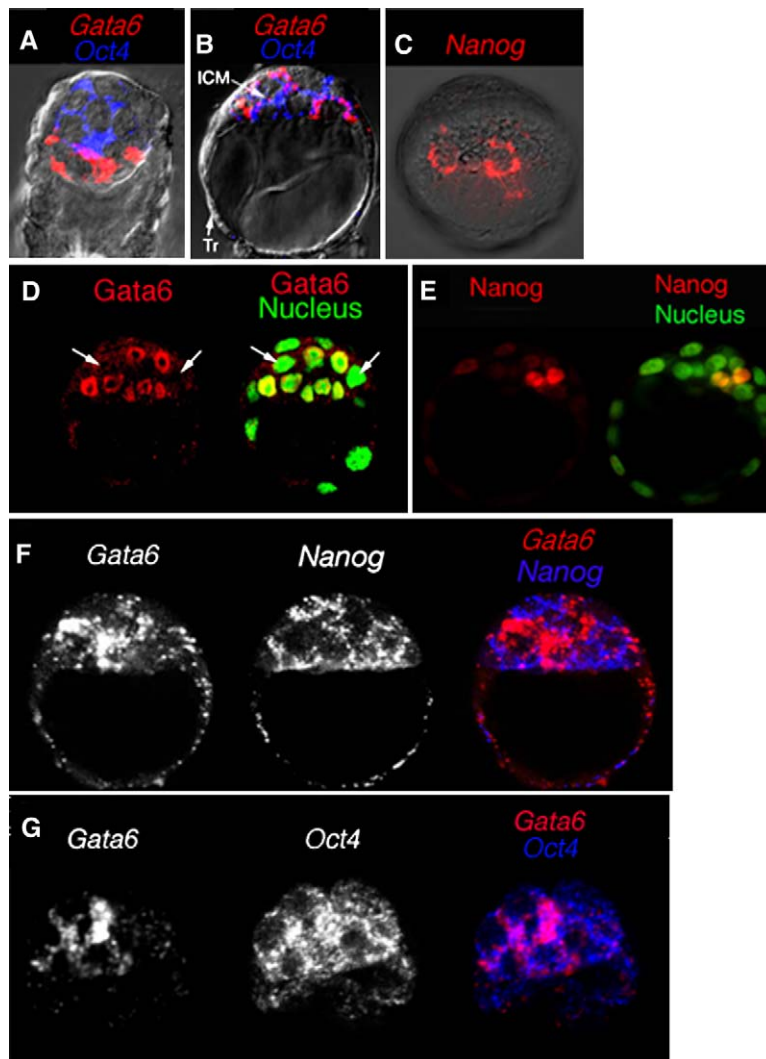 A
Gata6
Oct4
B
Gata6
Oct4
ICM
Tr
C
Nanog
D
Gata6
Gata6
Nucleus
E
Nanog
Nanog
Nucleus
F
Gata6
Nanog
Gata6
Nanog
G
Gata6
Oct4
Gata6
Oct4